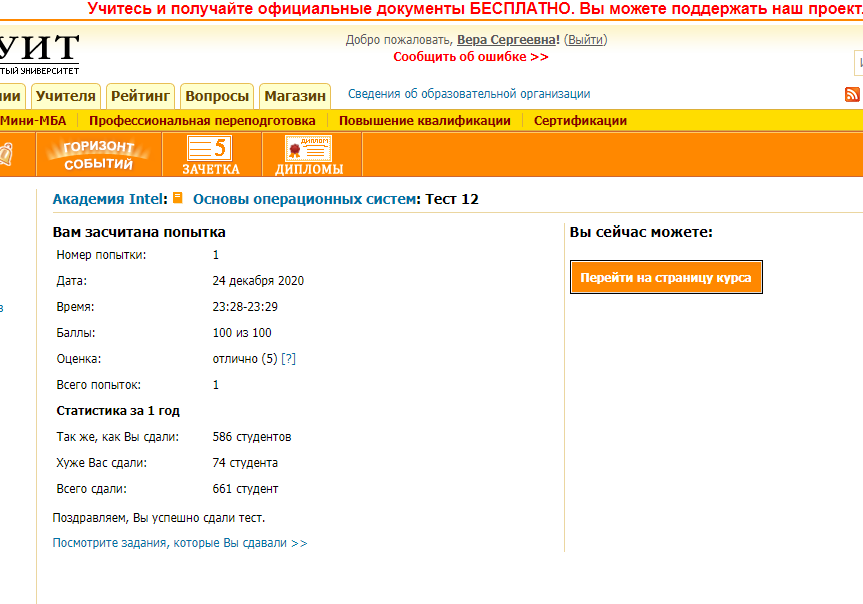 Учитесь и получайте официальные документы БЕСПЛАТНО. Вы можете поддержать наш проект.
УИТ
ТЫЙ УНИВЕРСИТЕТ
Добро пожаловать, Вера Сергеевна! (Выйти)
Сообщить об ошибке >>
нии Учителя Рейтинг Вопросы Магазин Сведения об образовательной организации
Мини-МБА Профессиональная переподготовка Повышение квалификации Сертификации
ГОРИЗОНТ СОБЫТИЙ
5 ЗАЧЕТКА
ДИПЛОМ ДИПЛОМЫ
Академия Intel: Основы операционных систем: Тест 12
Вам засчитана попытка
Номер попытки: 1
Дата: 24 декабря 2020
Время: 23:28-23:29
Баллы: 100 из 100
Оценка: отлично (5) [?]
Всего попыток: 1
Статистика за 1 год
Так же, как Вы сдали: 586 студентов
Хуже Вас сдали: 74 студента
Всего сдали: 661 студент
Поздравляем, Вы успешно сдали тест.
Посмотрите задания, которые Вы сдавали >>
Вы сейчас можете:
Перейти на страницу курса